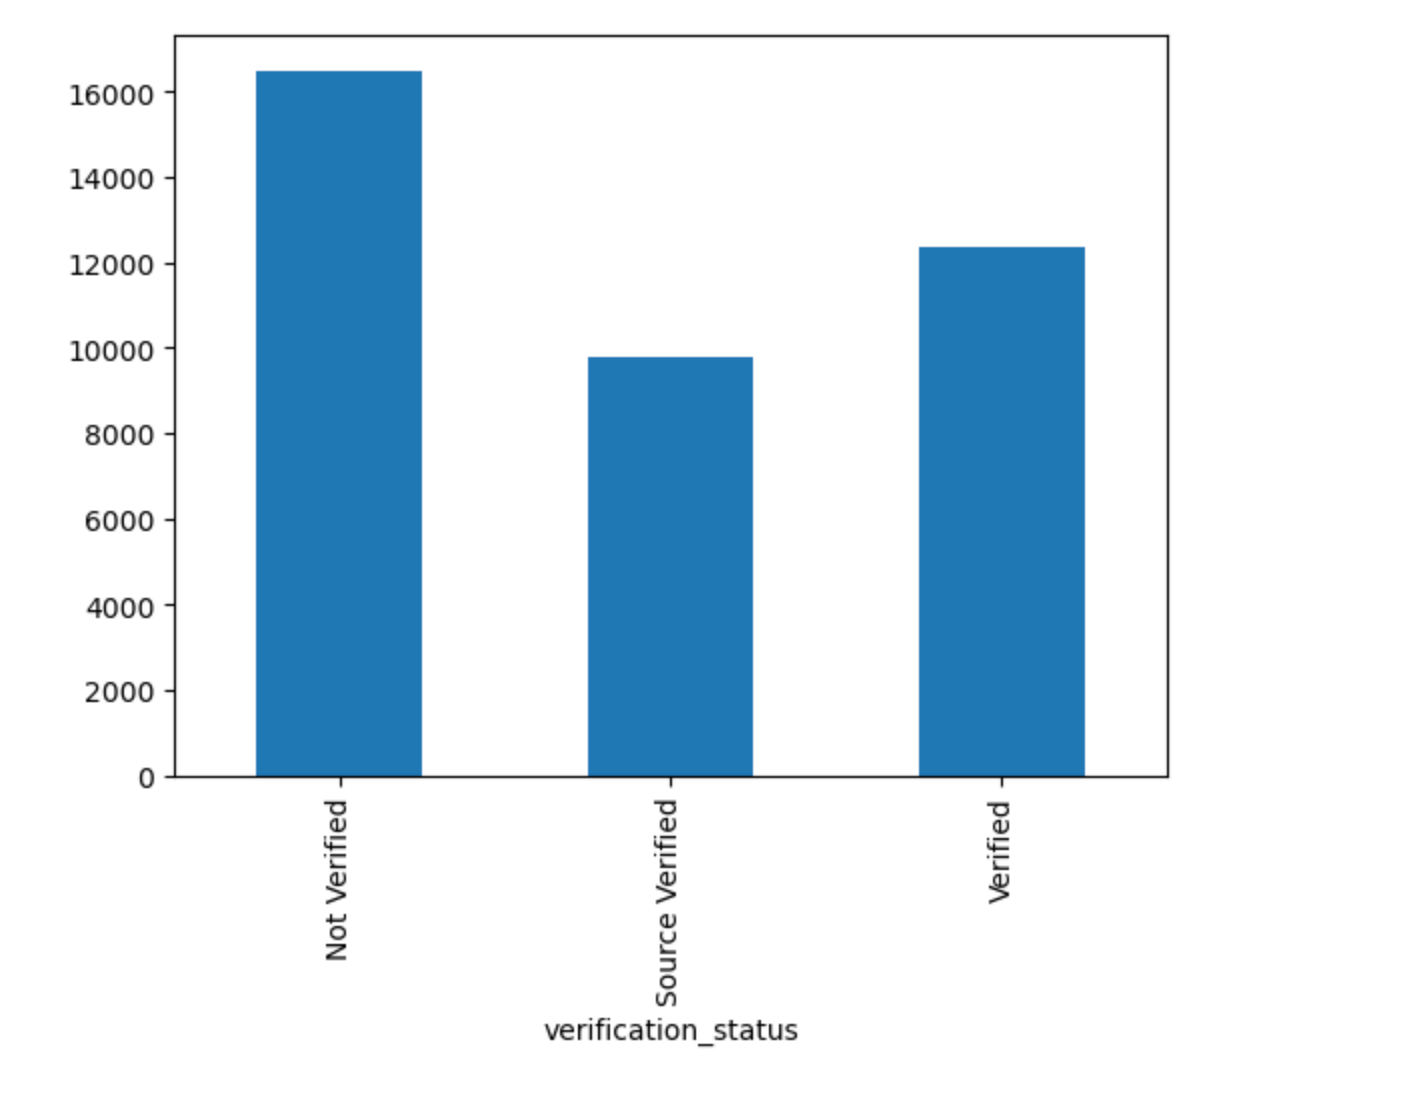 16000
14000
12000
10000
8000
6000
4000
2000
0
Not Verified
Source Verified
Verified
verification_status